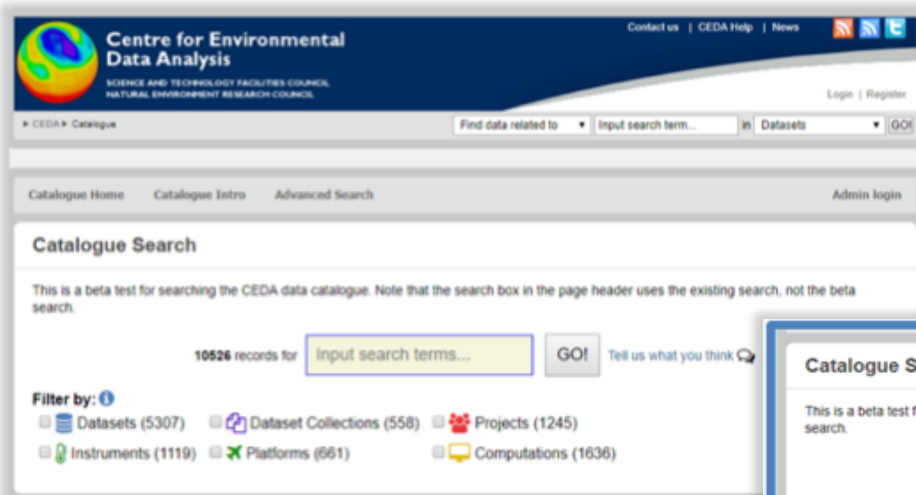 Contact us | CEDA Help | News
Centre for Environmental
Data Analysis
SCIENCE AND TECHNOLOGY FACILITIES COUNCIL
NATURAL ENVIRONMENT RESEARCH COUNCIL
Login | Register
CEDA Catalogue
Find data related to Input search term... in Datasets GO!
Catalogue Home Catalogue Intro Advanced Search Admin login
Catalogue Search
This is a beta test for searching the CEDA data catalogue. Note that the search box in the page header uses the existing search, not the beta
search.
10526 records for Input search terms... GO! Tell us what you think
Filter by:
Datasets (5307) Dataset Collections (558) Projects (1245)
Instruments (1119) Platforms (661) Computations (1636)
Catalogue S
This is a beta test f
search.